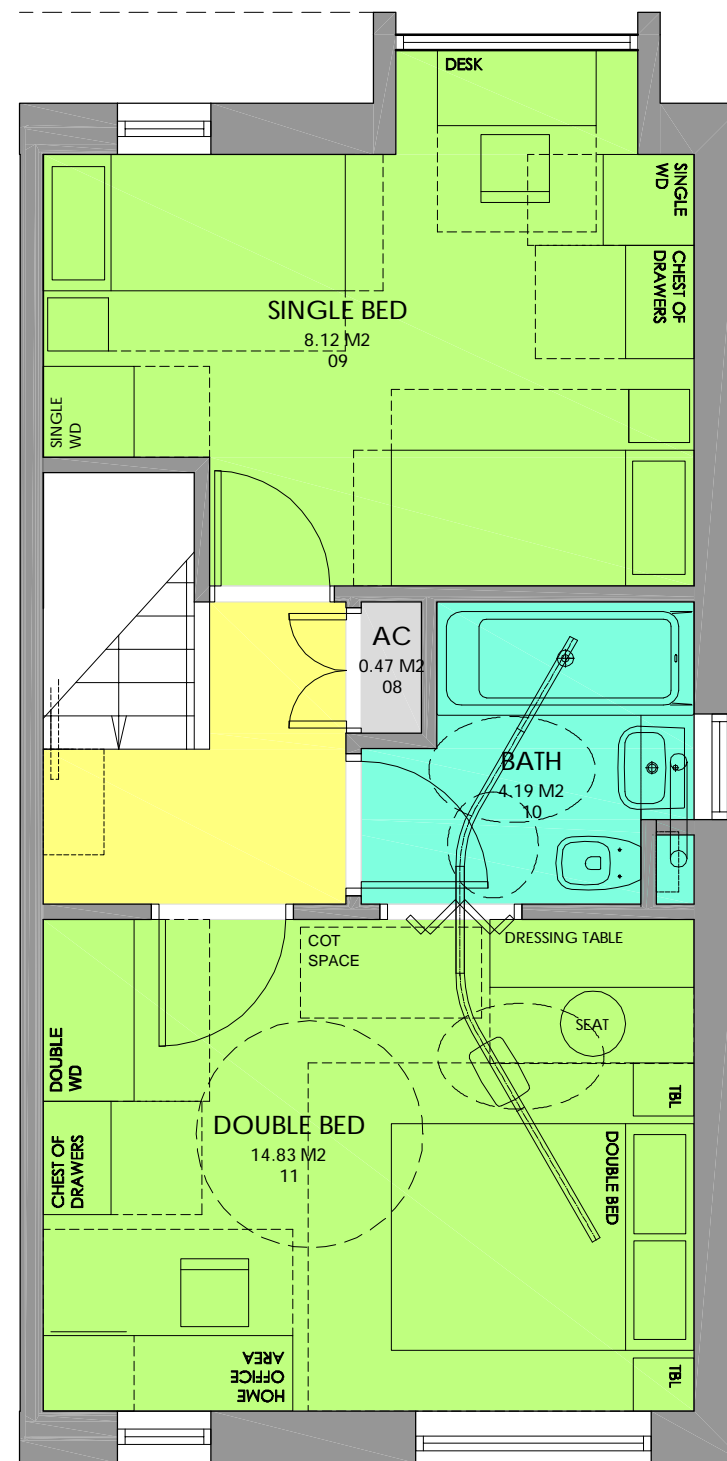 DESK
SINGLE
WD
CHEST OF
DRAWERS
SINGLE BED
8.12 M2
09
SINGLE
WD
AC
0.47 M2
08
BATH
4.19 M2
10
COT
SPACE
DRESSING TABLE
SEAT
DOUBLE
WD
TBL
CHEST OF
DRAWERS
DOUBLE BED
14.83 M2
11
DOUBLE BED
HOME
OFFICE
AREA
TBL